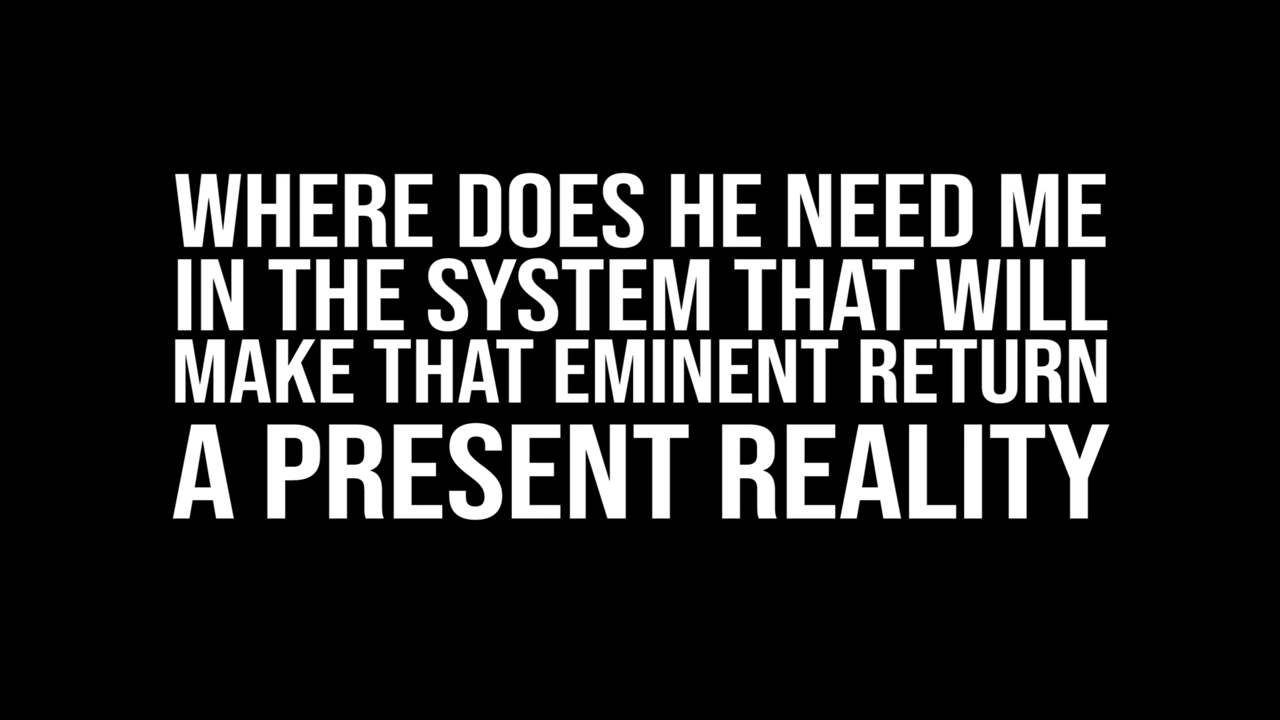 WHERE DOES HE NEED ME
IN THE SYSTEM THAT WILL
MAKE THAT EMINENT RETURN
A PRESENT REALITY